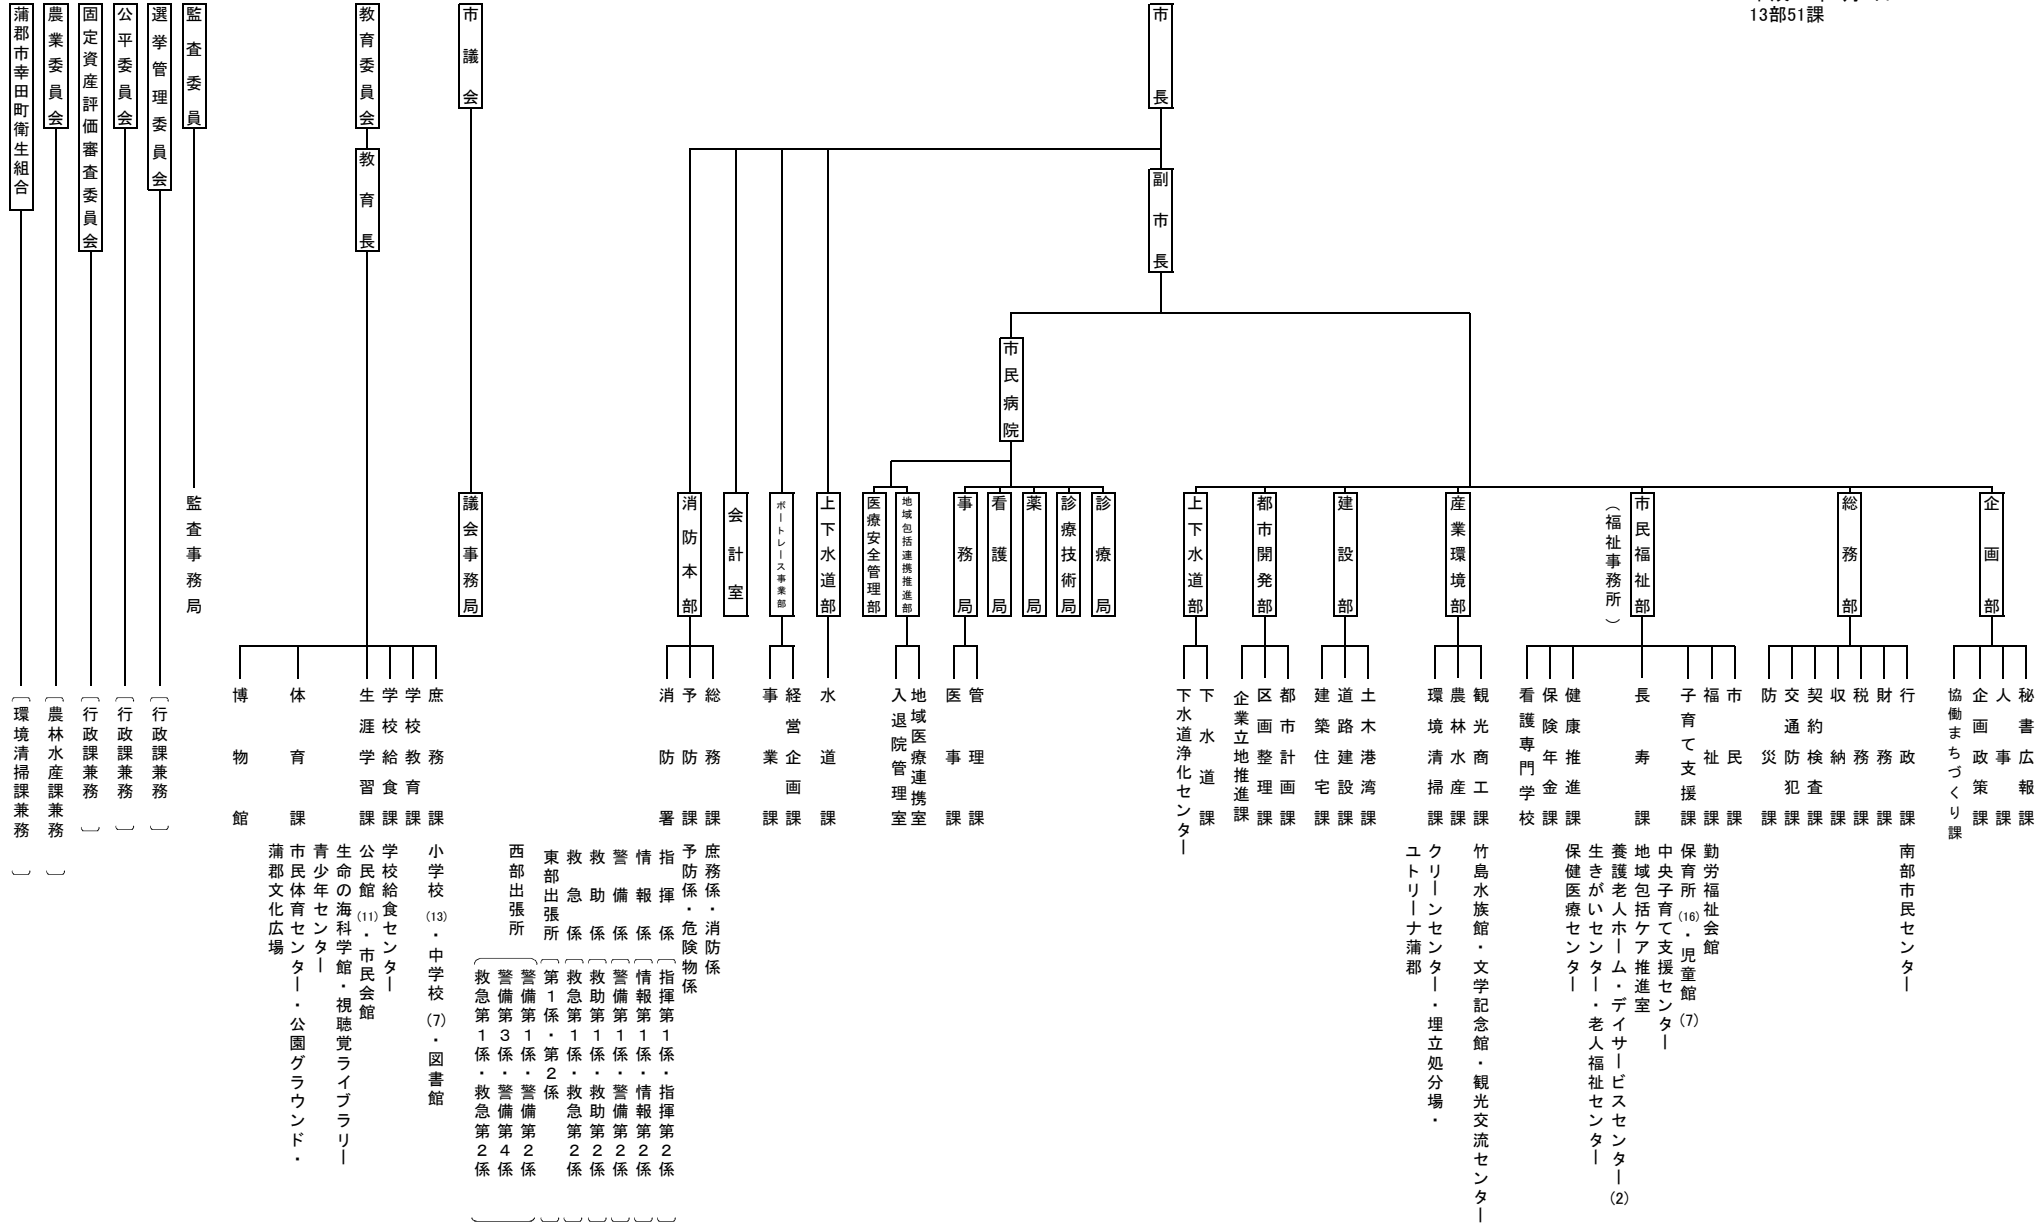 13部51課
市長
副市長
市議会
教育委員会
教育長
監査委員
選挙管理委員会
公平委員会
固定資産評価審査委員会
農業委員会
蒲郡市幸田町衛生組合
市民病院
企画部
総務部
市民福祉部
（福祉事務所）
産業環境部
建設部
都市開発部
上下水道部
診療局
診療技術局
薬局
看護局
事務局
地域包括連携推進部
医療安全管理部
上下水道部
ボートレース事業部
会計室
消防本部
議会事務局
監査事務局
秘書広報課
人事課
企画政策課
協働まちづくり課
行政課
財務課
税務課
収納課
契約検査課
交通防犯課
防災課
市民課
福祉課
子育て支援課
長寿課
健康推進課
保険年金課
看護専門学校
観光商工課
農林水産課
環境清掃課
土木港湾課
道路建設課
建築住宅課
都市計画課
区画整理課
企業立地推進課
下水道課
下水道浄化センター
管理課
医事課
地域医療連携室
入退院管理室
水道課
経営企画課
事業課
総務課
予防課
消防署
庶務課
学校教育課
学校給食課
生涯学習課
体育課
博物館
〔行政課兼務〕
〔行政課兼務〕
〔行政課兼務〕
〔農林水産課兼務〕
〔環境清掃課兼務〕
南部市民センター
勤労福祉会館
保育所(16)・児童館(7)
中央子育て支援センター
地域包括ケア推進室
養護老人ホーム・デイサービスセンター(2)
生きがいセンター・老人福祉センター
保健医療センター
竹島水族館・文学記念館・観光交流センター
クリーンセンター・埋立処分場・
ユトリーナ蒲郡
庶務係・消防係
予防係・危険物係
指揮係〔指揮第1係・指揮第2係〕
情報係〔情報第1係・情報第2係〕
警備係〔警備第1係・警備第2係〕
救助係〔救助第1係・救助第2係〕
救急係〔救急第1係・救急第2係〕
東部出張所〔第1係・第2係〕
西部出張所
警備第1係・警備第2係
警備第3係・警備第4係
救急第1係・救急第2係
小学校(13)・中学校(7)・図書館
学校給食センター
公民館(11)・市民会館
生命の海科学館・視聴覚ライブラリー
青少年センター
市民体育センター・公園グラウンド・
蒲郡文化広場